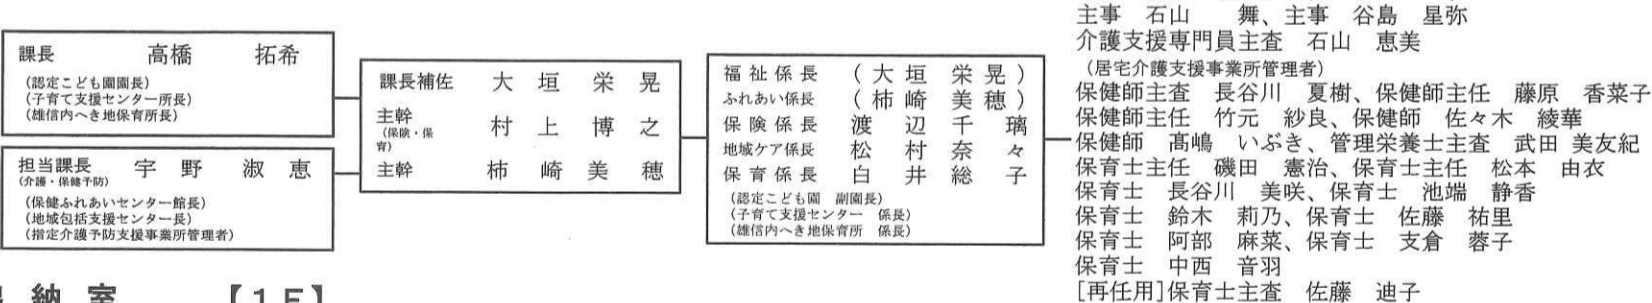 課長　高橋　拓希
(認定こども園園長)
(子育て支援センター所長)
(雄信内へき地保育所長)
担当課長　宇野　淑恵
(介護・保健予防)
(保健ふれあいセンター館長)
(地域包括支援センター長)
(指定介護予防支援事業所管理者)
課長補佐　大垣　栄晃
主幹　村上　博之
(保険・保育)
主幹　柿崎　美穂
福祉係長　(大垣　栄晃)
ふれあい係長　(柿崎　美穂)
保険係長　渡辺　千璃
地域ケア係長　松村　奈々
保育係長　白井　総子
(認定こども園　副園長)
(子育て支援センター　係長)
(雄信内へき地保育所　係長)
主事　石山　舞、主事　谷島　星弥
介護支援専門員主査　石山　恵美
(居宅介護支援事業所管理者)
保健師主査　長谷川　夏樹、保健師主任　藤原　香菜子
保健師主任　竹元　紗良、保健師　佐々木　綾華
保健師　髙嶋　いぶき、管理栄養士主査　武田 美友紀
保育士主任　磯田　憲治、保育士主任　松本　由衣
保育士　長谷川　美咲、保育士　池端　静香
保育士　鈴木　莉乃、保育士　佐藤　祐里
保育士　阿部　麻菜、保育士　支倉　蓉子
保育士　中西　音羽
[再任用]保育士主査　佐藤　迪子
納室　【1F】